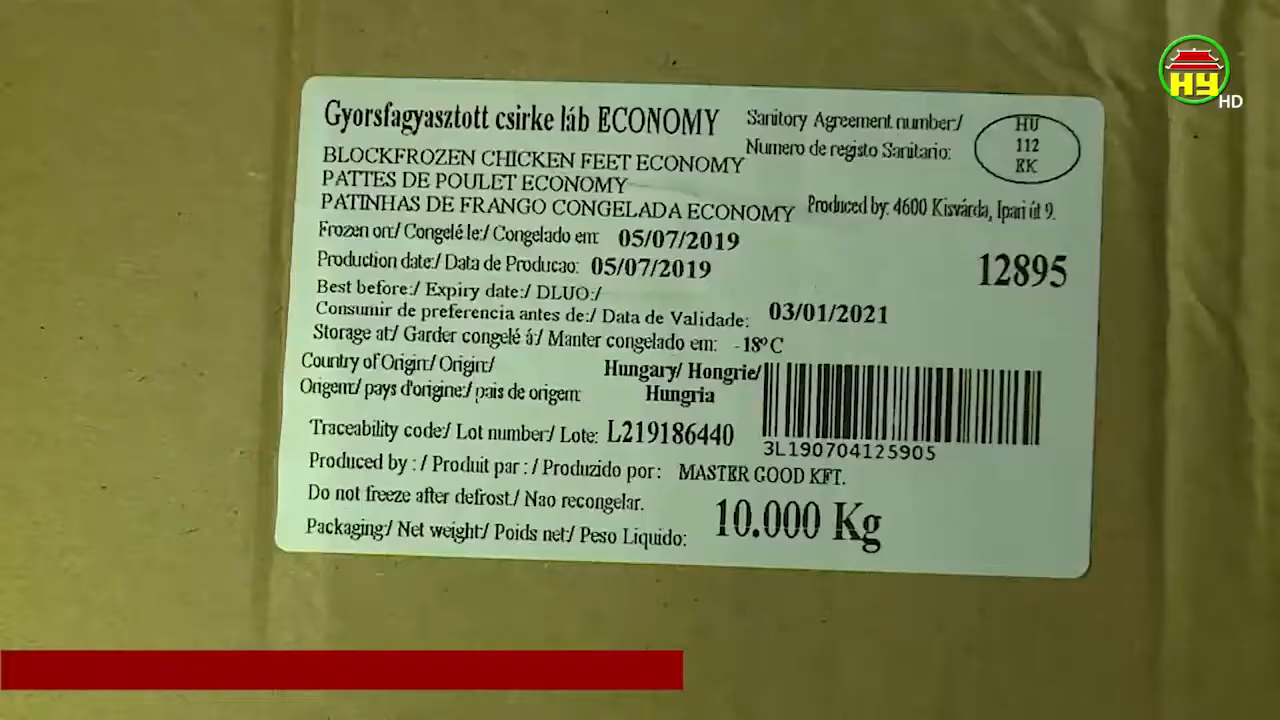 HY
HD
Gyorsfagyasztott csirke láb ECONOMY
Sanitory Agreement number:/
Numero de registo Sanitario:
HU
112
EK
BLOCKFROZEN CHICKEN FEET ECONOMY
PATTES DE POULET ECONOMY
PATINHAS DE FRANGO CONGELADA ECONOMY
Produced by: 4600 Kisvárda, Ipari út 9.
Frozen on:/ Congelé le:/ Congelado em: 05/07/2019
Production date:/ Data de Producao: 05/07/2019
12895
Best before:/ Expiry date:/ DLUO:/
Consumir de preferencia antes de:/ Data de Validade: 03/01/2021
Storage at:/ Garder congelé á:/ Manter congelado em: -18°C
Country of Origin:/ Origin:/ Hungary/ Hongrie/
Origent:/ pays d'origine:/ pais de origem: Hungria
Traceability code:/ Lot number/ Lote: L219186440
3L190704125905
Produced by : / Produit par : / Produzido por : MASTER GOOD KFT.
Do not freeze after defrost./ Nao recongelar.
Packaging:/ Net weight:/ Poids net:/ Peso Liquido: 10.000 Kg